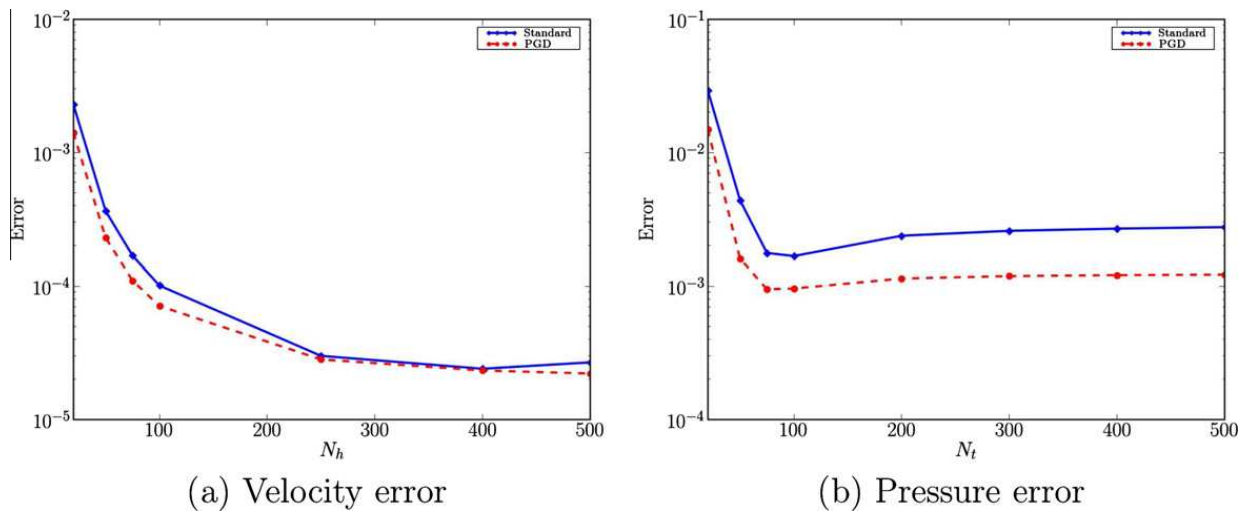 10^{-2}
10^{-3}
10^{-4}
10^{-5}
Error
100 200 300 400 500
N_h
Standard
PGD
(a) Velocity error
10^{-1}
10^{-2}
10^{-3}
10^{-4}
Error
100 200 300 400 500
N_t
Standard
PGD
(b) Pressure error